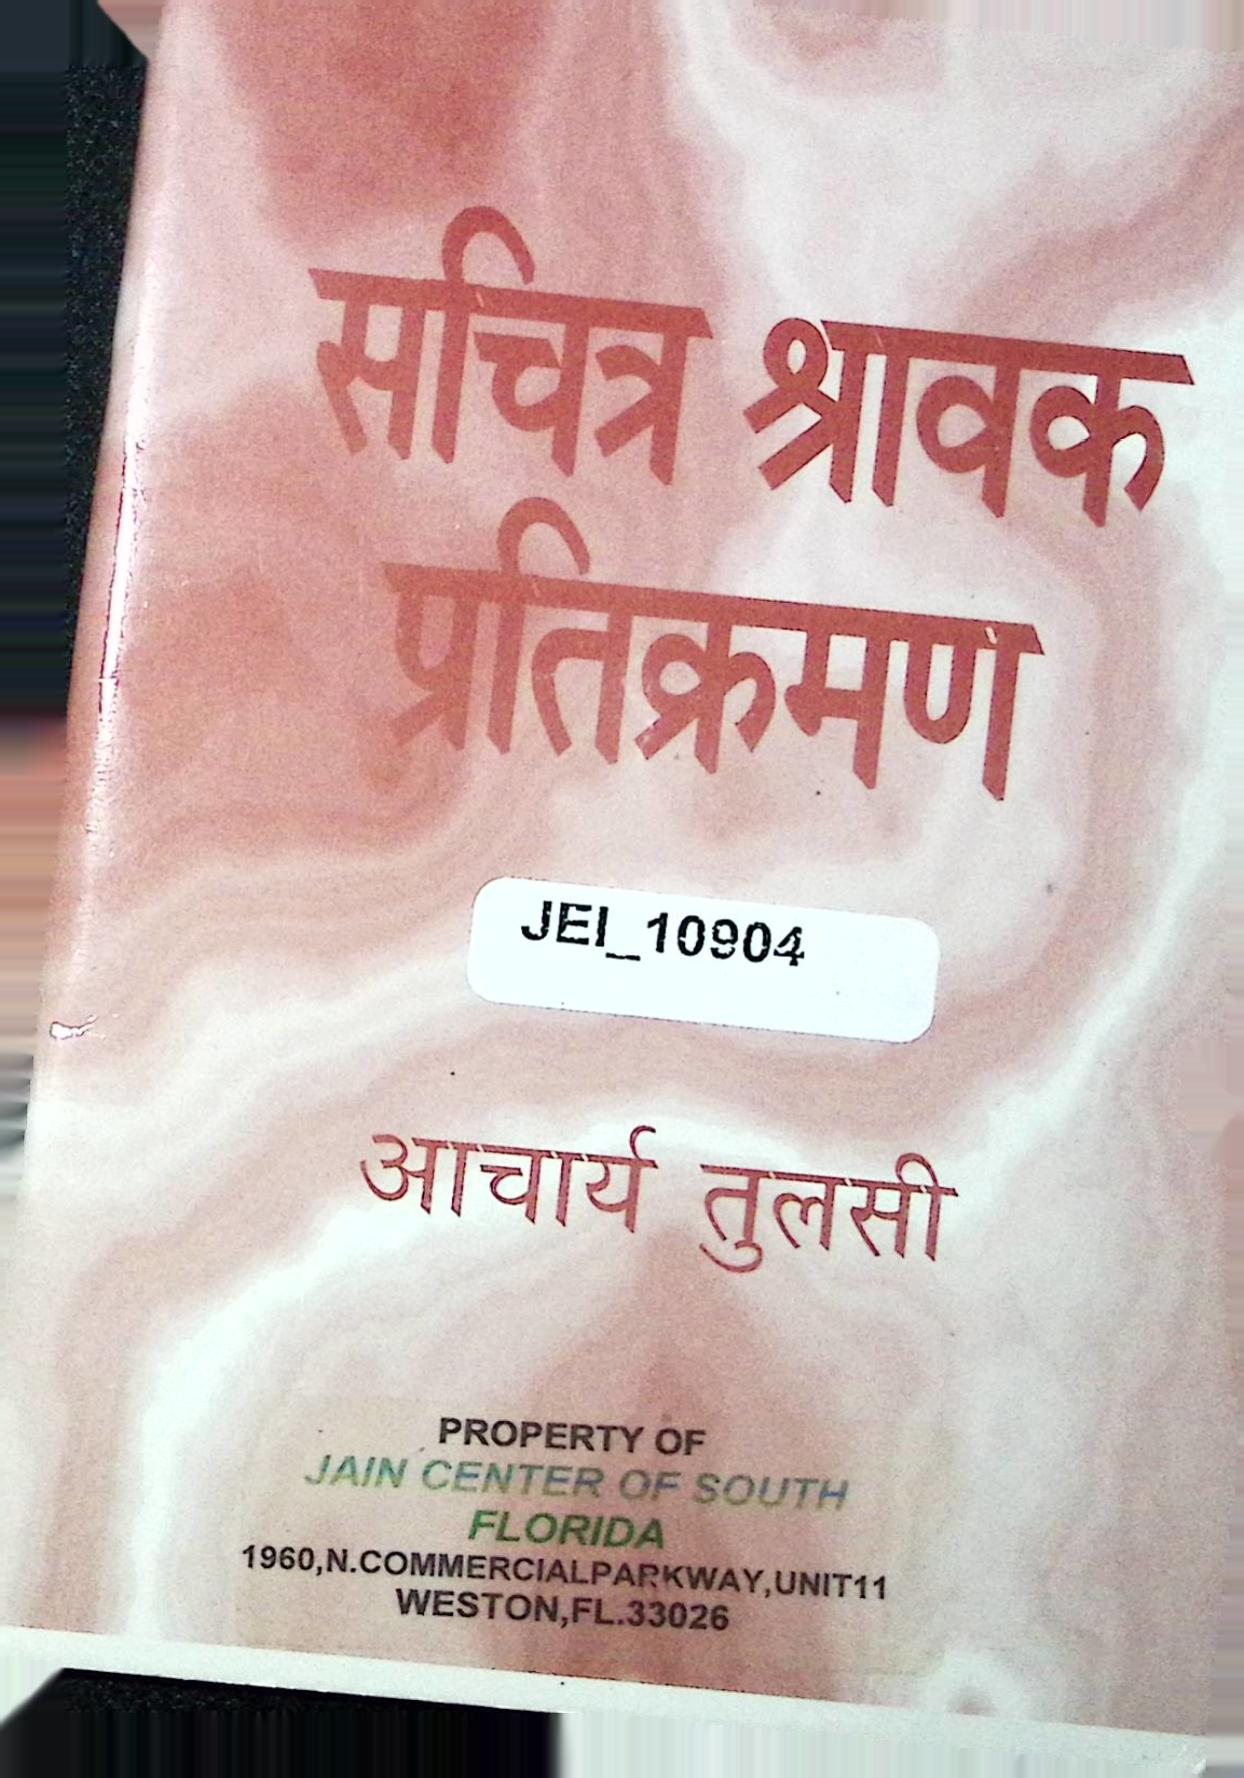 सचित्र श्रावक
प्रतिक्रमण
JEI_10904
आचार्य तुलसी
PROPERTY OF
JAIN CENTER OF SOUTH
FLORIDA
1960,N.COMMERCIALPARKWAY,UNIT11
WESTON,FL.33026